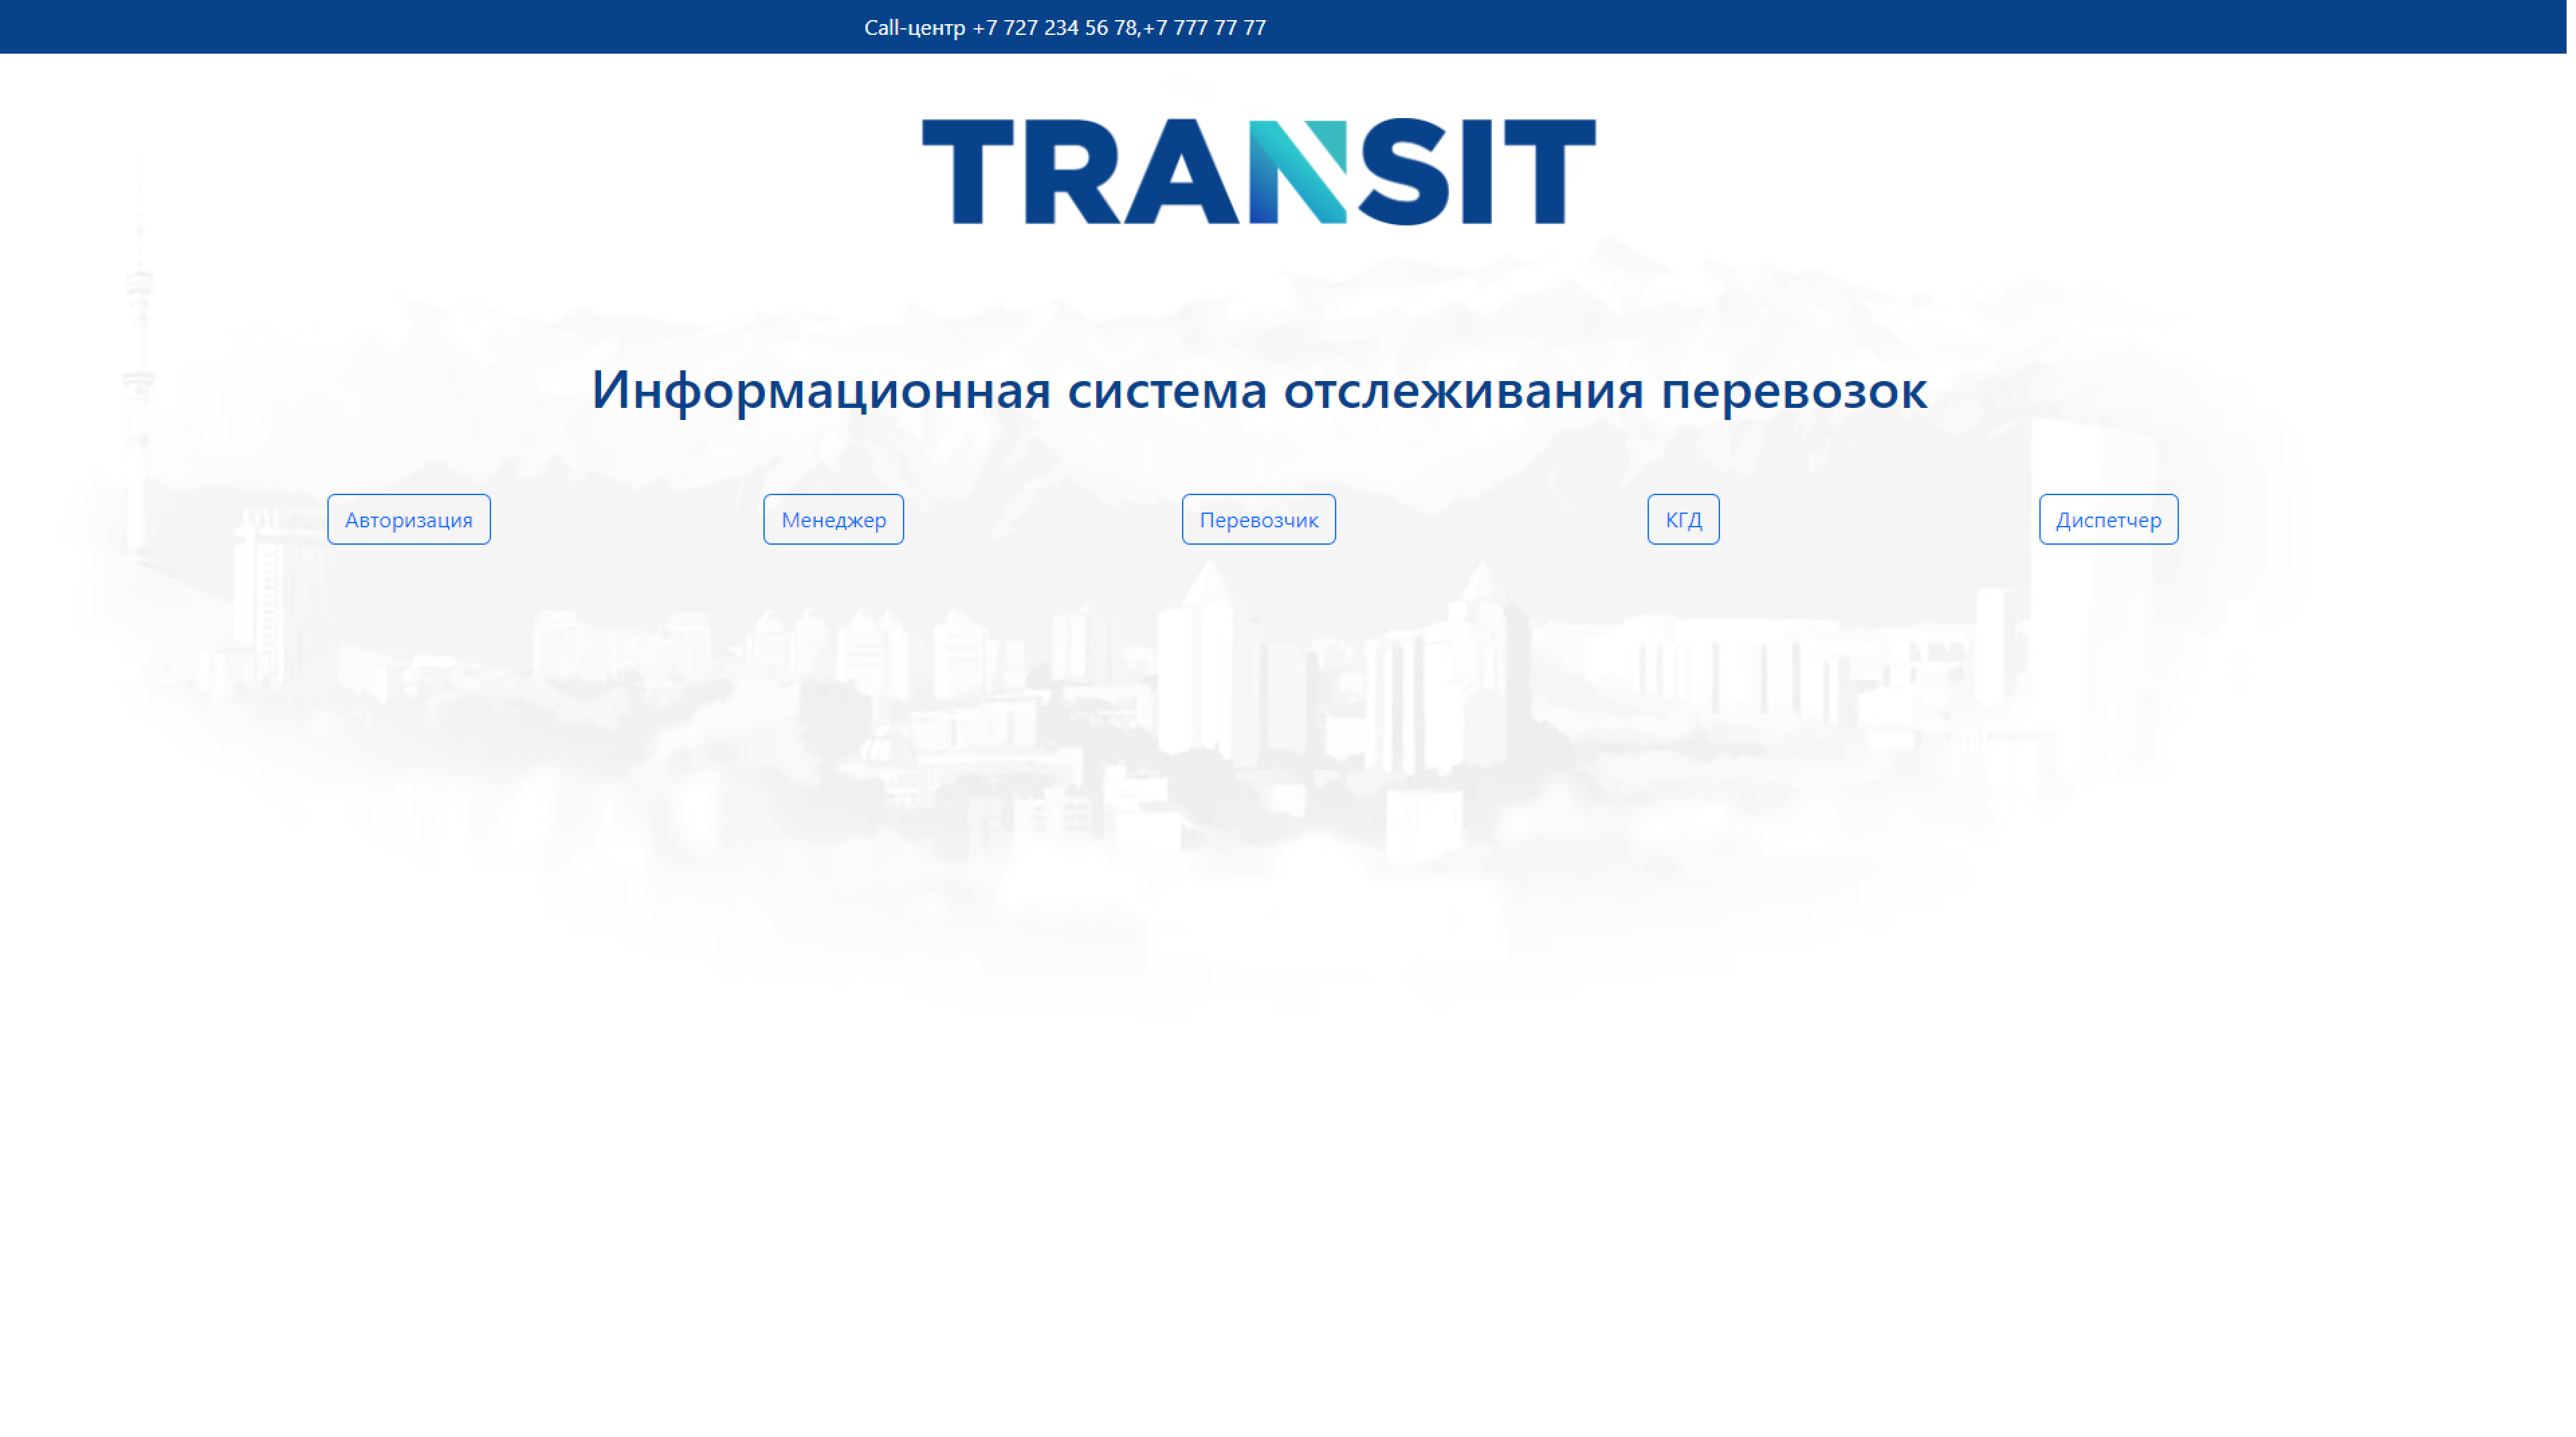 Call-центр +7 727 234 56 78,+7 777 77 77
TRANSIT
Информационная система отслеживания перевозок
Авторизация
Менеджер
Перевозчик
КГД
Диспетчер